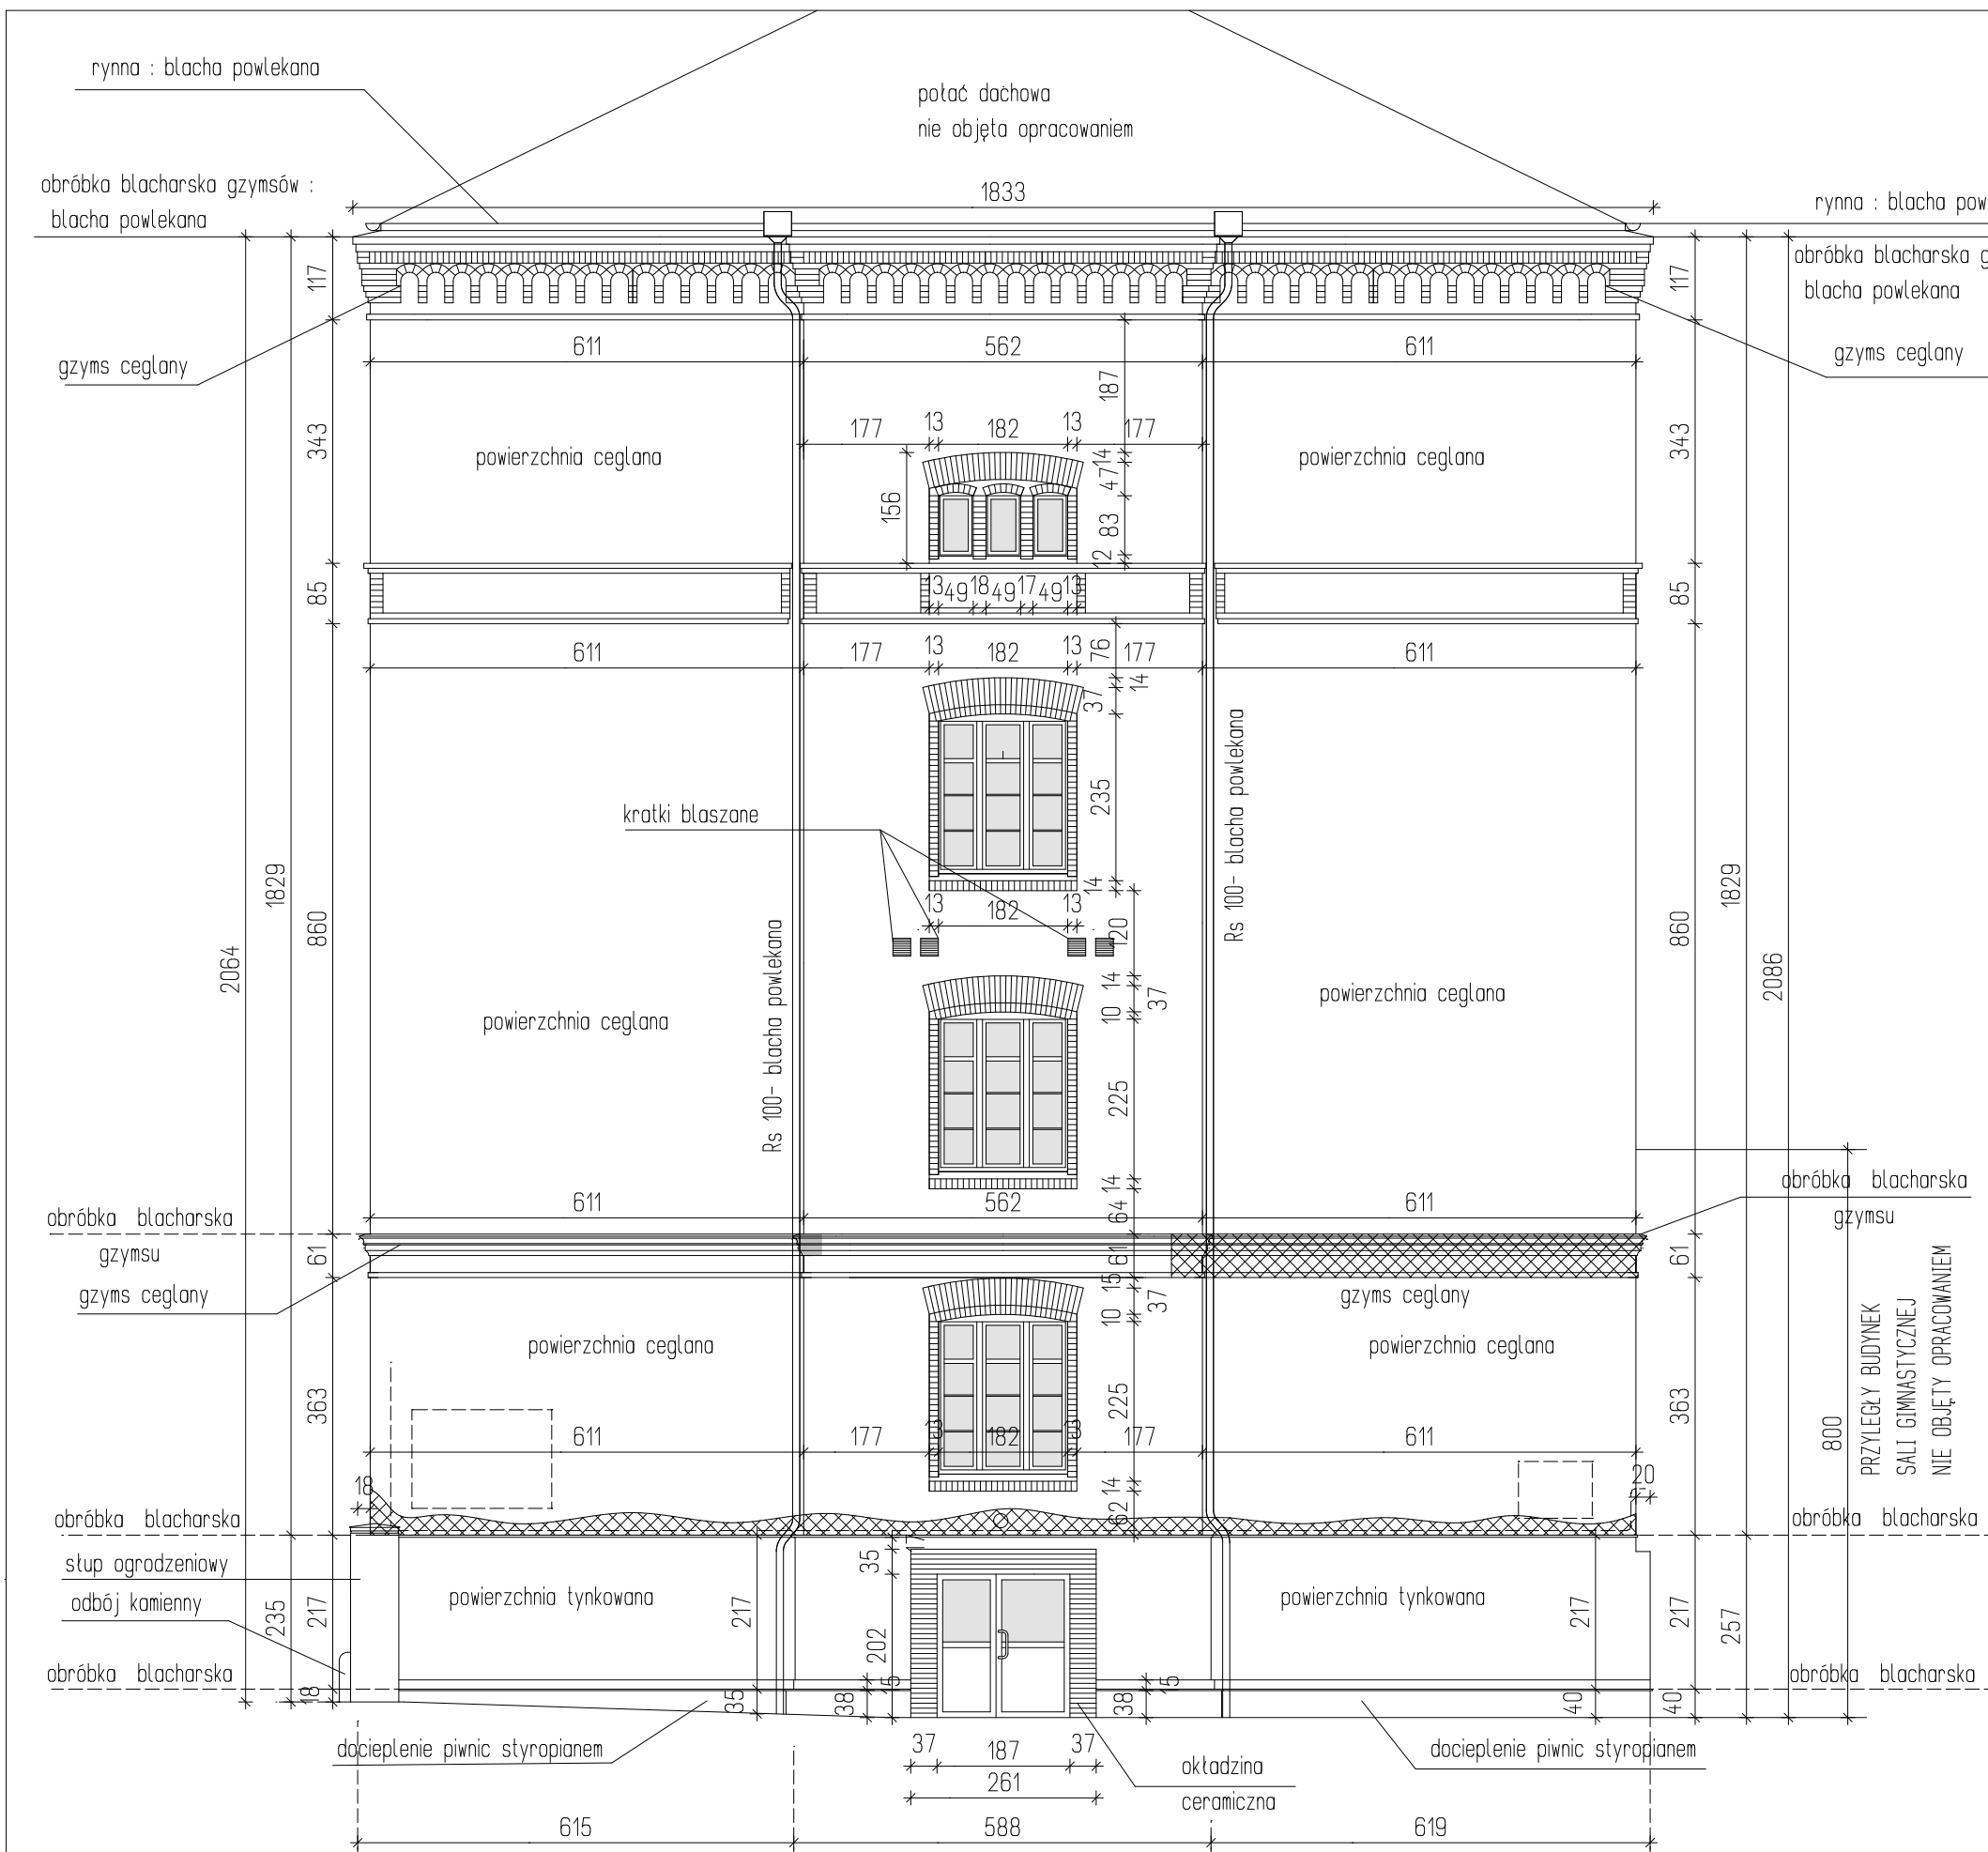 rynna : blacha powlekana
połać dachowa
nie objęta opracowaniem
obróbka blacharska gzymsów :
blacha powlekana
1833
rynna : blacha pow
obróbka blacharska g
blacha powlekana
117
117
gzyms ceglany
gzyms ceglany
611
562
611
187
343
343
177
13
182
13
177
14
47
83
12
156
powierzchnia ceglana
powierzchnia ceglana
85
85
13
49
18
49
17
49
13
611
177
13
182
13
177
611
76
14
37
235
14
kratki blaszane
Rs 100- blacha powlekana
Rs 100- blacha powlekana
1829
2064
860
860
1829
2086
13
182
13
120
14
37
10
225
14
64
powierzchnia ceglana
powierzchnia ceglana
611
562
611
obróbka blacharska
gzymsu
obróbka blacharska
gzymsu
61
61
61
gzyms ceglany
gzyms ceglany
15
37
10
225
14
62
powierzchnia ceglana
powierzchnia ceglana
363
363
611
177
13
182
13
177
611
800
PRZYLEGŁY BUDYNEK
SALI GIMNASTYCZNEJ
NIE OBJĘTY OPRACOWANIEM
18
20
obróbka blacharska
obróbka blacharska
słup ogrodzeniowy
odbój kamienny
powierzchnia tynkowana
powierzchnia tynkowana
235
217
217
35
202
17
217
217
257
obróbka blacharska
obróbka blacharska
18
35
38
15
38
15
40
40
docieplenie piwnic styropianem
docieplenie piwnic styropianem
37
187
37
261
okładzina
ceramiczna
615
588
619